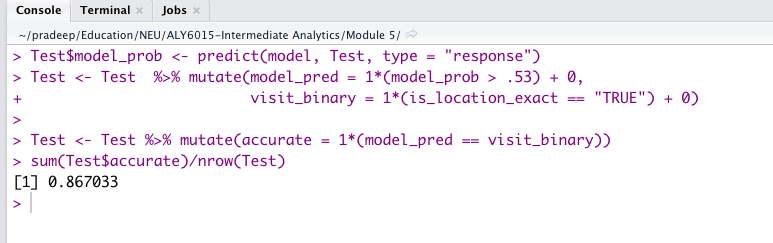 Console Terminal × Jobs ×
~/pradeep/Education/NEU/ALY6015-Intermediate Analytics/Module 5/
> Test$model_prob <- predict(model, Test, type = "response")
> Test <- Test  %>% mutate(model_pred = 1*(model_prob > .53) + 0,
+                          visit_binary = 1*(is_location_exact == "TRUE") + 0)
>
> Test <- Test %>% mutate(accurate = 1*(model_pred == visit_binary))
> sum(Test$accurate)/nrow(Test)
[1] 0.867033
>